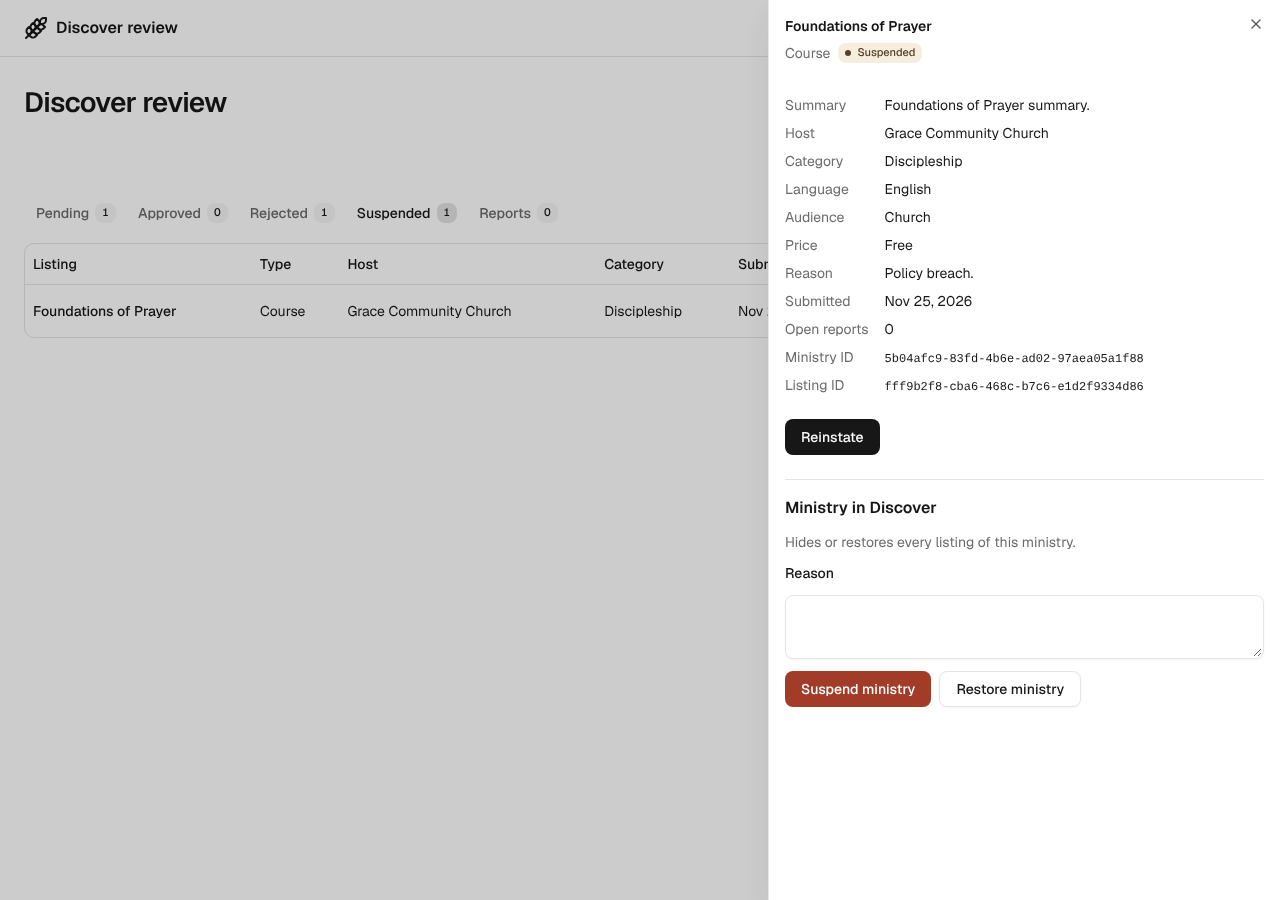 Discover review
Discover review
Pending 1 Approved 0 Rejected 1 Suspended 1 Reports 0
Listing Type Host Category
Foundations of Prayer Course Grace Community Church Discipleship Nov
Foundations of Prayer
Course Suspended
Summary Foundations of Prayer summary.
Host Grace Community Church
Category Discipleship
Language English
Audience Church
Price Free
Reason Policy breach.
Submitted Nov 25, 2026
Open reports 0
Ministry ID 5b04afc9-83fd-4b6e-ad02-97aea05a1f88
Listing ID fff9b2f8-cba6-468c-b7c6-e1d2f9334d86
Reinstate
Ministry in Discover
Hides or restores every listing of this ministry.
Reason
Suspend ministry Restore ministry